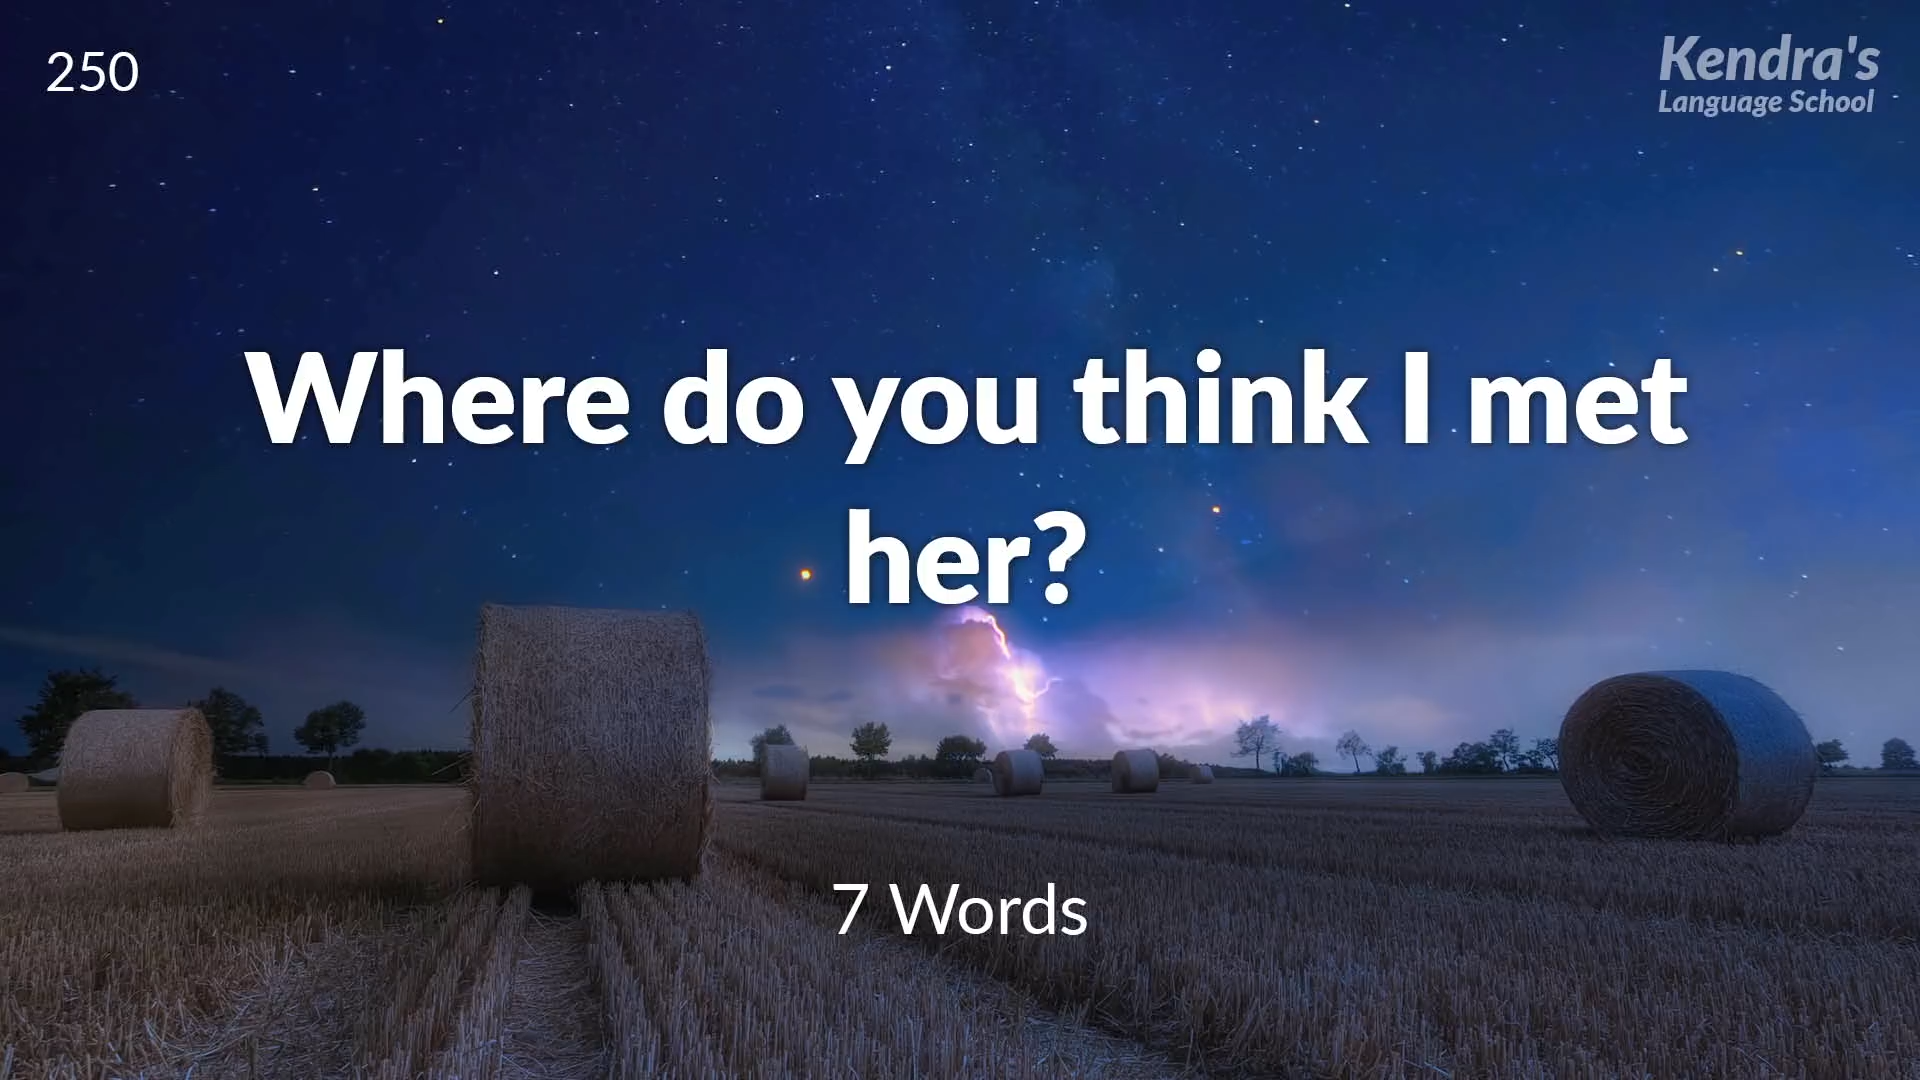 250
Kendra's
Language School
Where do you think I met
her?
7 Words